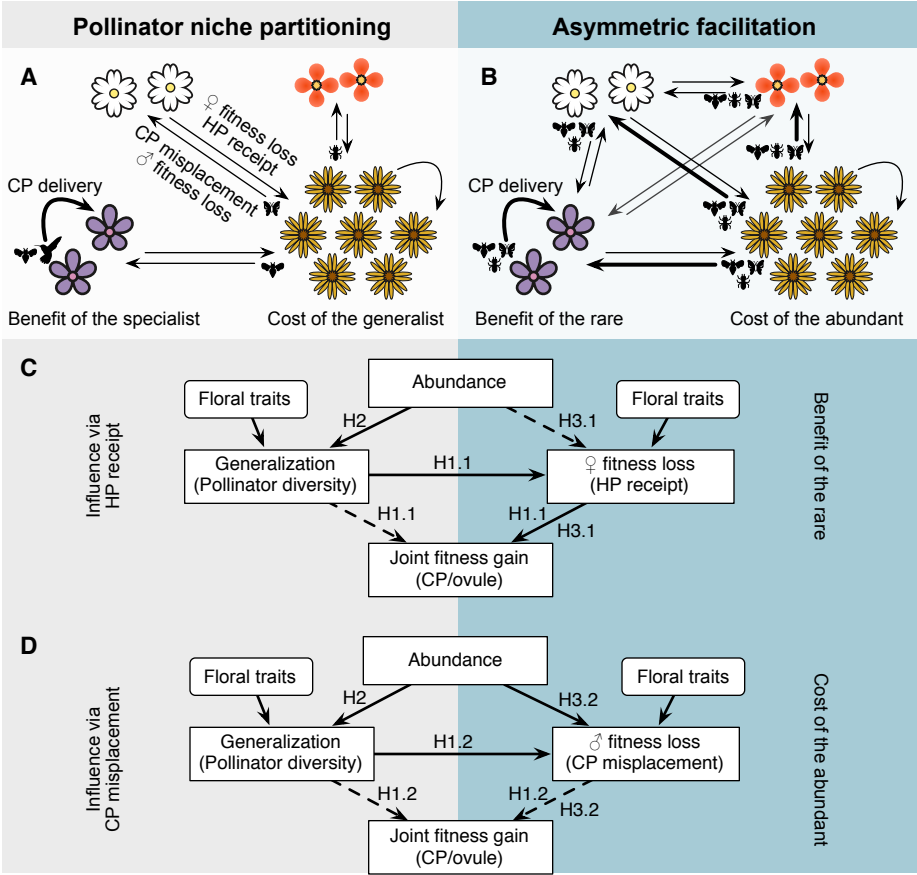 Pollinator niche partitioning
Asymmetric facilitation
A
♀ fitness loss
HP receipt
CP misplacement
♂ fitness loss
CP delivery
Benefit of the specialist
Cost of the generalist
B
CP delivery
Benefit of the rare
Cost of the abundant
C
Influence via
HP receipt
Floral traits
Abundance
Floral traits
H2
H3.1
Generalization
(Pollinator diversity)
H1.1
♀ fitness loss
(HP receipt)
H1.1
H1.1
H3.1
Joint fitness gain
(CP/ovule)
Benefit of the rare
D
Influence via
CP misplacement
Floral traits
Abundance
Floral traits
H2
H3.2
Generalization
(Pollinator diversity)
H1.2
♂ fitness loss
(CP misplacement)
H1.2
H1.2
H3.2
Joint fitness gain
(CP/ovule)
Cost of the abundant